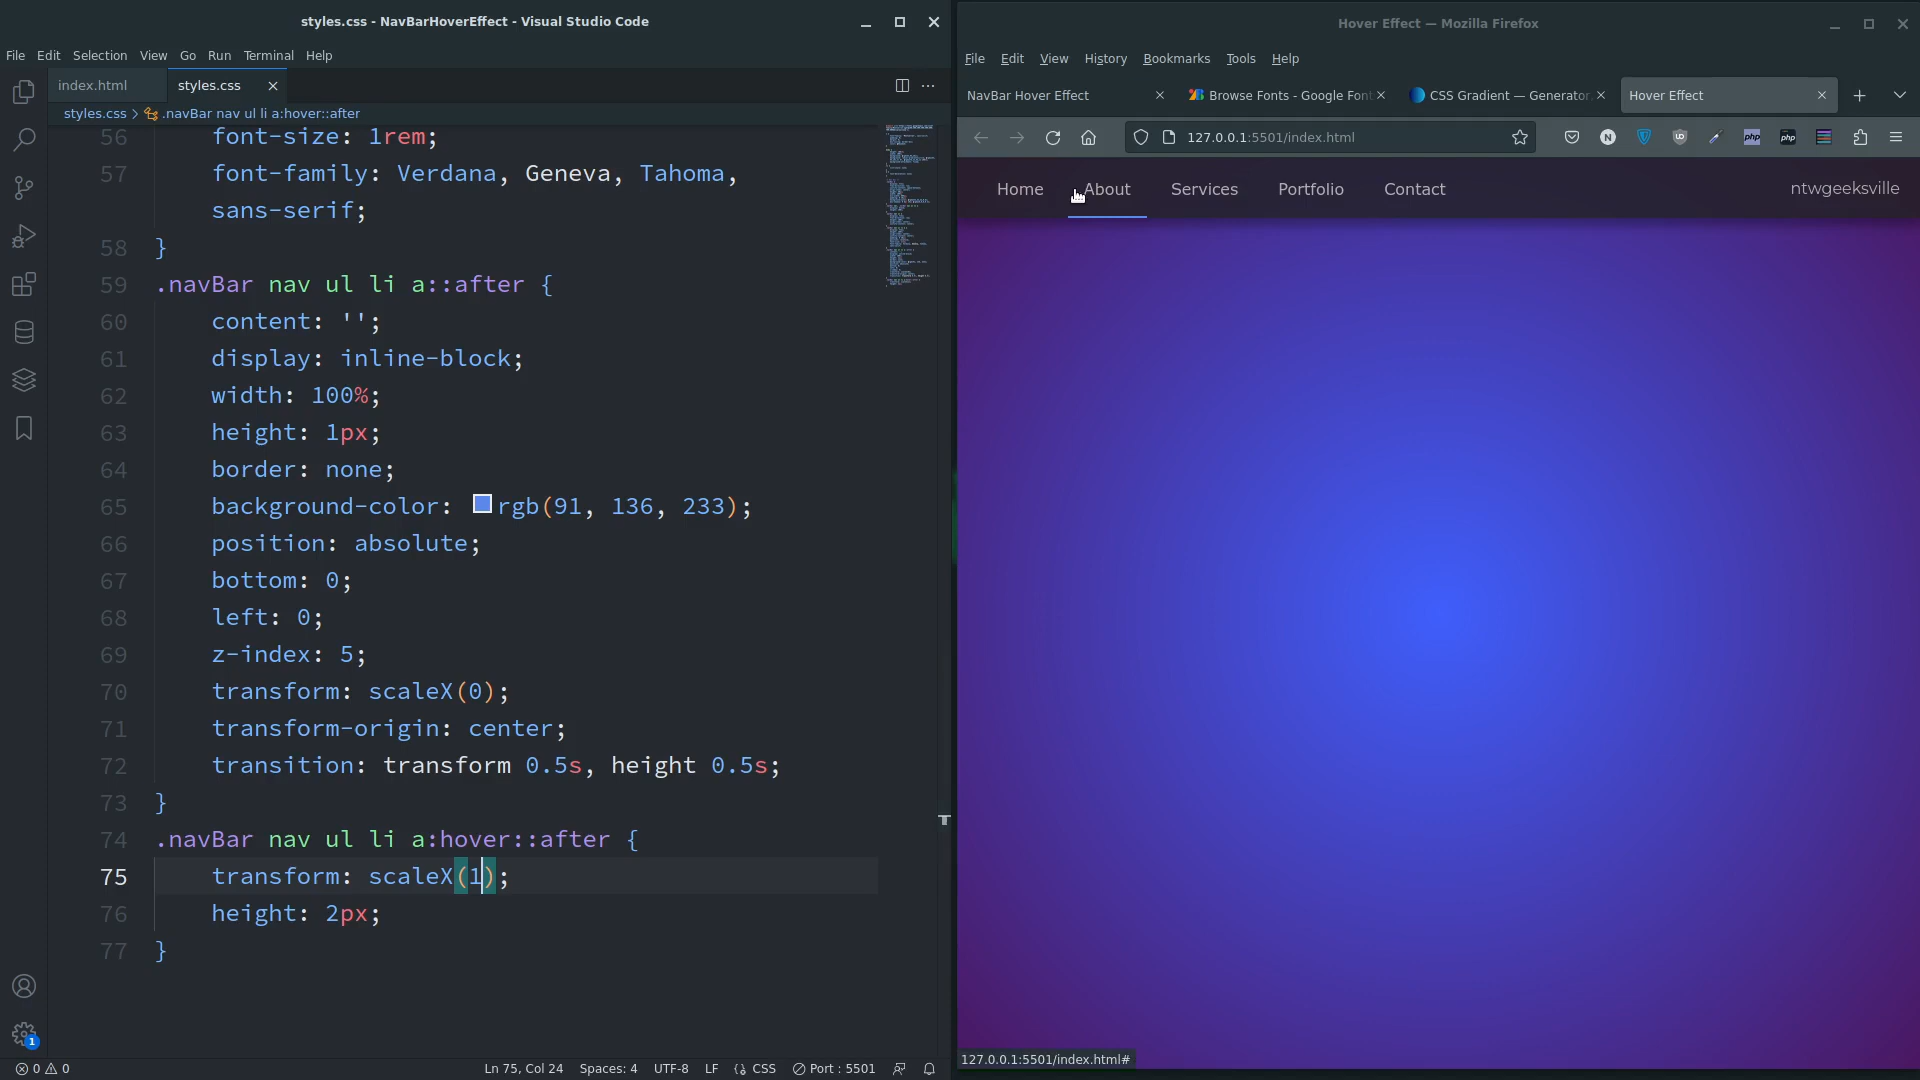 styles.css - NavBarHoverEffect - Visual Studio Code
File Edit Selection View Go Run Terminal Help
index.html styles.css
styles.css > .navBar nav ul li a:hover::after
56 font-size: 1rem;
57 font-family: Verdana, Geneva, Tahoma,
sans-serif;
58 }
59 .navBar nav ul li a::after {
60 content: '';
61 display: inline-block;
62 width: 100%;
63 height: 1px;
64 border: none;
65 background-color: rgb(91, 136, 233);
66 position: absolute;
67 bottom: 0;
68 left: 0;
69 z-index: 5;
70 transform: scaleX(0);
71 transform-origin: center;
72 transition: transform 0.5s, height 0.5s;
73 }
74 .navBar nav ul li a:hover::after {
75 transform: scaleX(1);
76 height: 2px;
77 }
1
0 0 Ln 75, Col 24 Spaces: 4 UTF-8 LF CSS Port : 5501
Hover Effect — Mozilla Firefox
File Edit View History Bookmarks Tools Help
NavBar Hover Effect Browse Fonts - Google Font CSS Gradient — Generator, Hover Effect
127.0.0.1:5501/index.html N php php
Home About Services Portfolio Contact ntwgeeksville
127.0.0.1:5501/index.html#